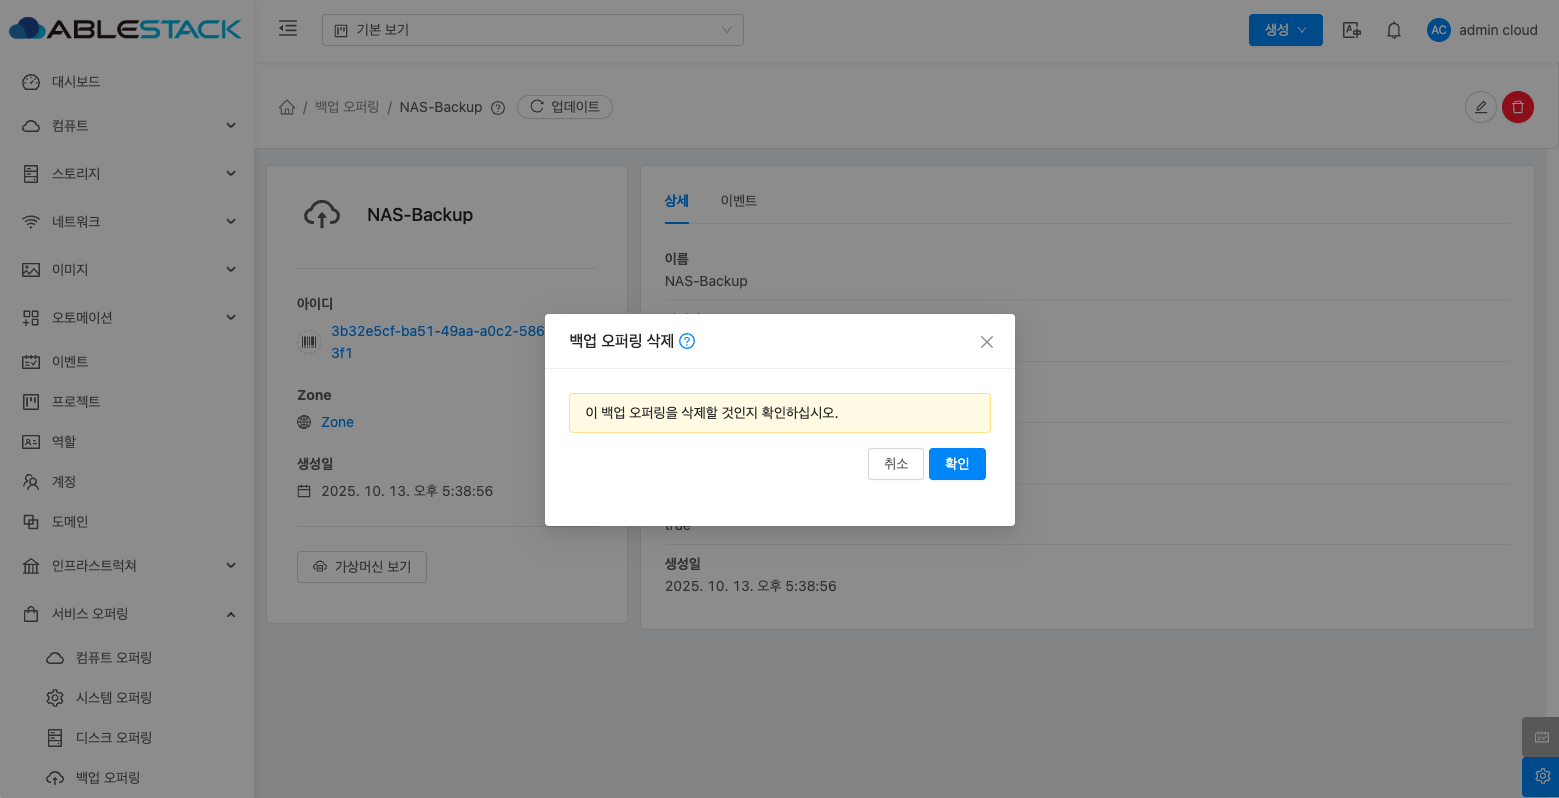 ABLESTACK
기본 보기
생성
AC
admin cloud
대시보드
컴퓨트
스토리지
네트워크
이미지
오토메이션
이벤트
프로젝트
역할
계정
도메인
인프라스트럭쳐
서비스 오퍼링
컴퓨트 오퍼링
시스템 오퍼링
디스크 오퍼링
백업 오퍼링
/ 백업 오퍼링 / NAS-Backup
업데이트
NAS-Backup
아이디
3b32e5cf-ba51-49aa-a0c2-586
3f1
Zone
Zone
생성일
2025. 10. 13. 오후 5:38:56
가상머신 보기
상세
이벤트
이름
NAS-Backup
생성일
2025. 10. 13. 오후 5:38:56
백업 오퍼링 삭제
이 백업 오퍼링을 삭제할 것인지 확인하십시오.
취소
확인